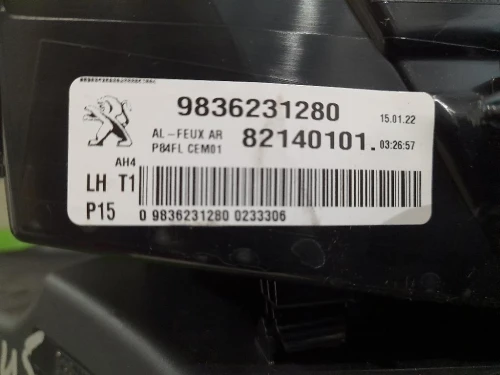 9836231280 15.01.22
AL-FEUX AR 82140101. 03:26:57
P84FL CEM01
AH4
LH T1
P15 0 9836231280 0233306